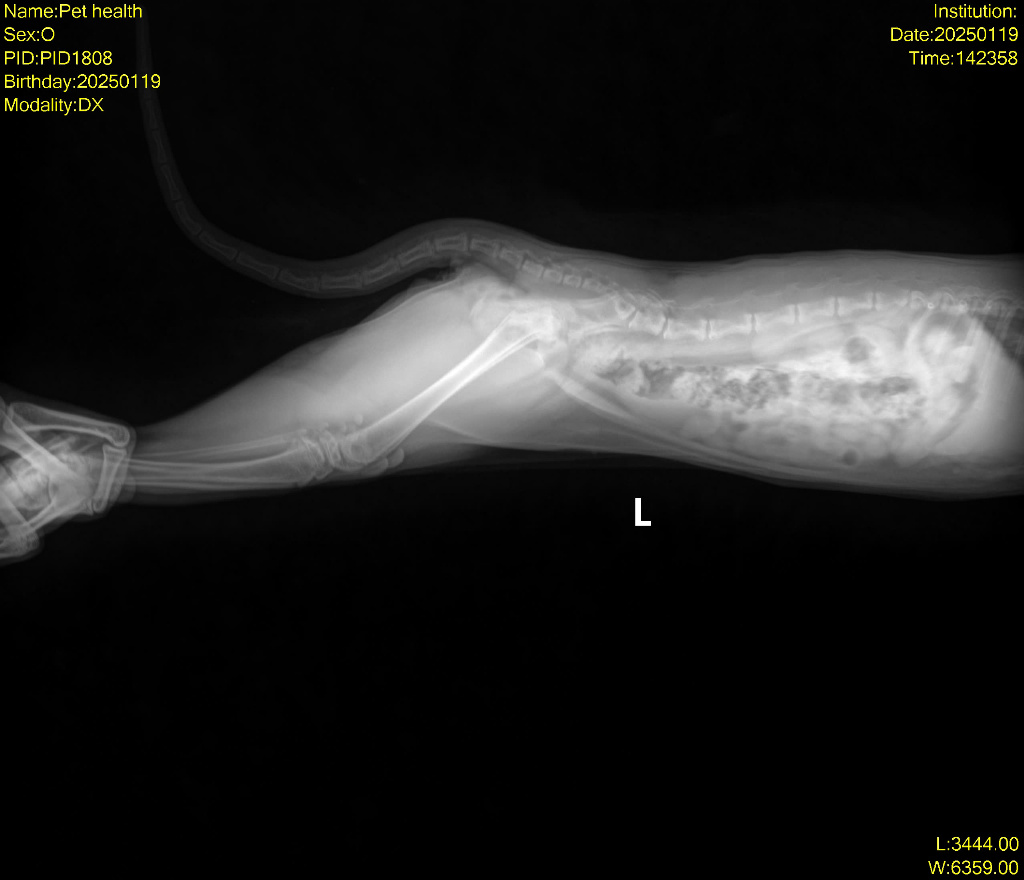 Name:Pet health
Sex:O
PID:PID1808
Birthday:20250119
Modality:DX
Institution:
Date:20250119
Time:142358
L
L:3444.00
W:6359.00